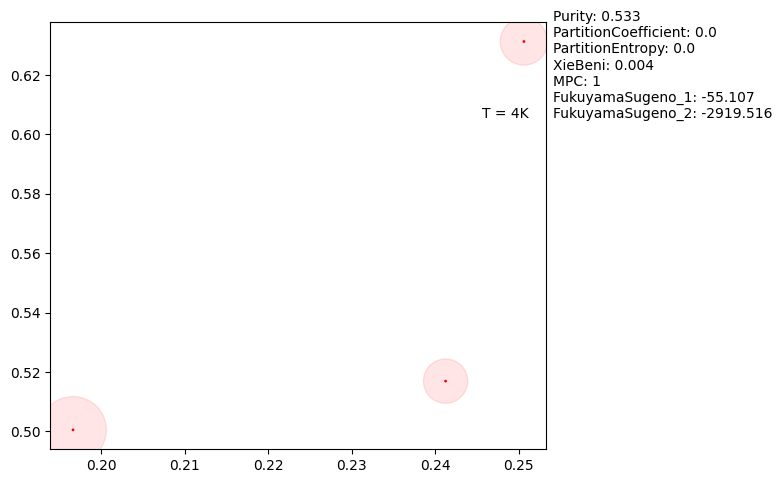 Purity: 0.533
PartitionCoefficient: 0.0
PartitionEntropy: 0.0
XieBeni: 0.004
MPC: 1
FukuyamaSugeno_1: -55.107
FukuyamaSugeno_2: -2919.516
T = 4K
0.62
0.60
0.58
0.56
0.54
0.52
0.50
0.20 0.21 0.22 0.23 0.24 0.25